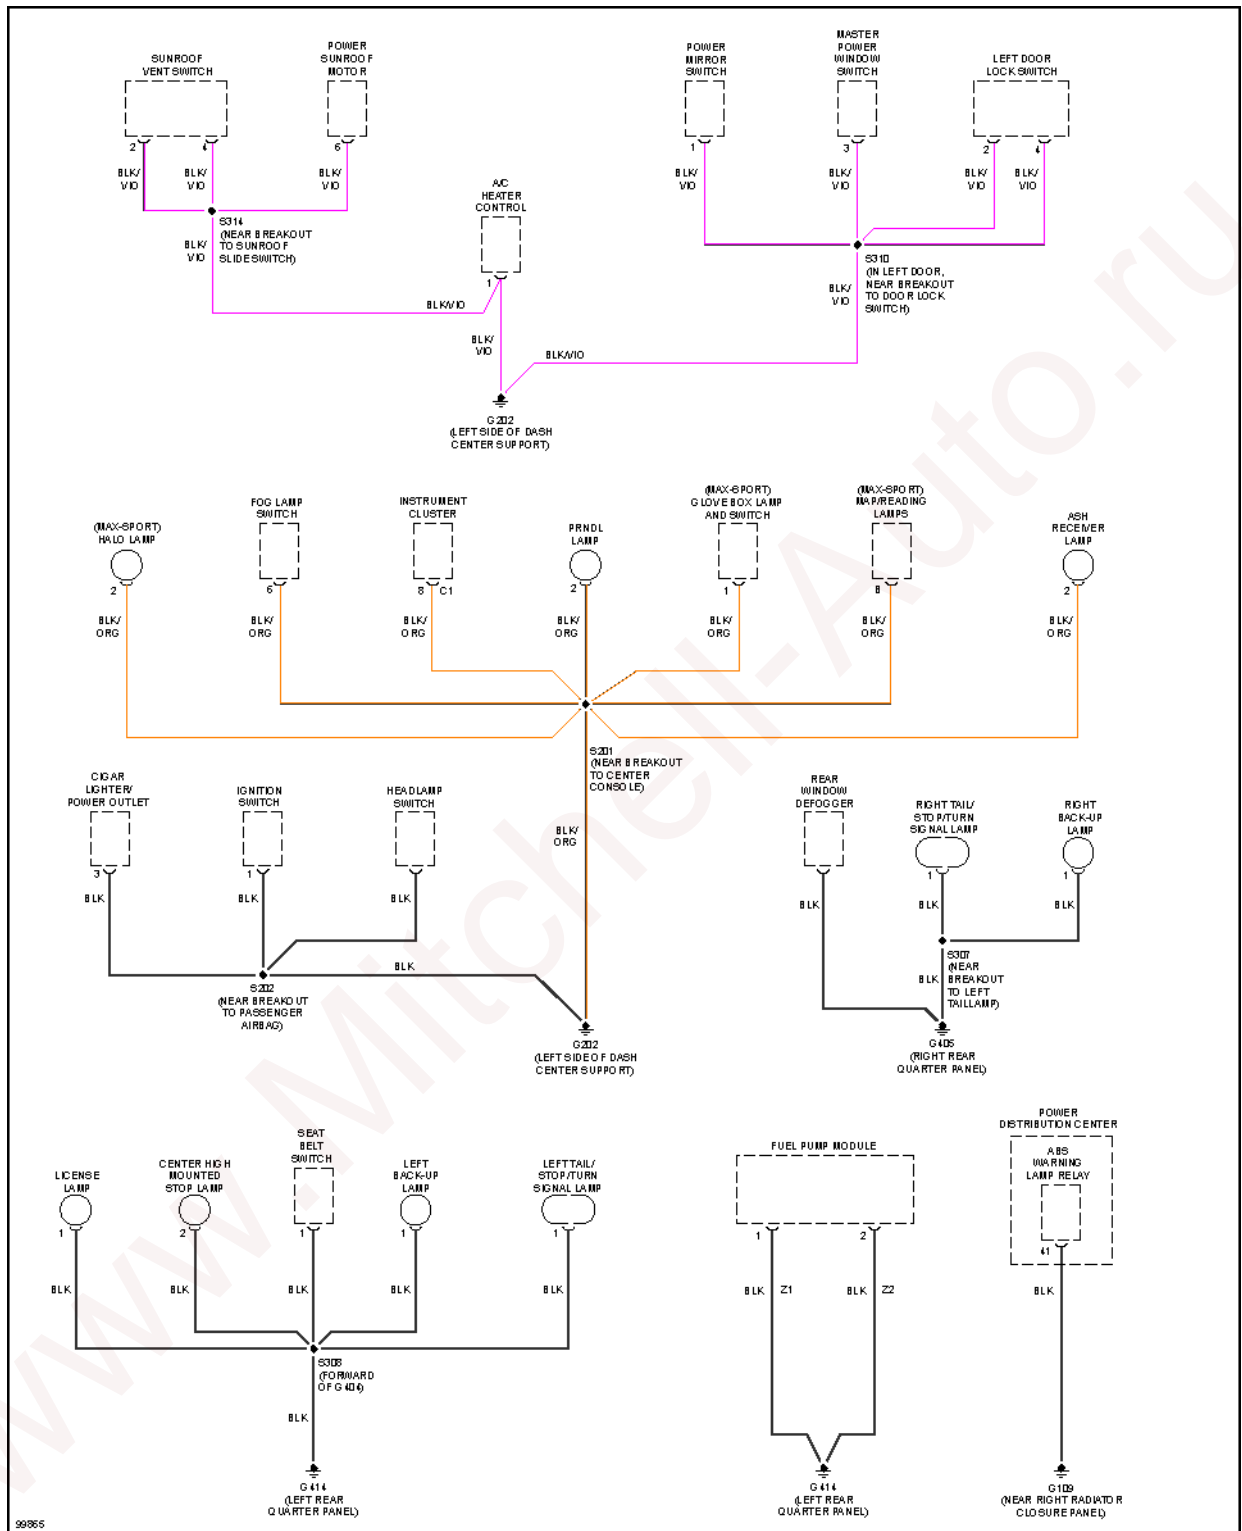 SUNROOF
VENT SWITCH
POWER
SUNROOF
MOTOR
POWER
MIRROR
SWITCH
MASTER
POWER
WINDOW
SWITCH
LEFT DOOR
LOCK SWITCH
2
4
6
1
3
2
4
BLK/
VIO
BLK/
VIO
BLK/
VIO
BLK/
VIO
BLK/
VIO
BLK/
VIO
BLK/
VIO
A/C
HEATER
CONTROL
S314
(NEAR BREAKOUT
TO SUNROOF
SLIDE SWITCH)
BLK/
VIO
1
S310
(IN LEFT DOOR,
NEAR BREAKOUT
TO DOOR LOCK
SWITCH)
BLK/
VIO
BLK/VIO
BLK/
VIO
BLK/VIO
G202
(LEFT SIDE OF DASH
CENTER SUPPORT)
(MAX-SPORT)
HALO LAMP
FOG LAMP
SWITCH
INSTRUMENT
CLUSTER
PRNDL
LAMP
(MAX-SPORT)
GLOVE BOX LAMP
AND SWITCH
(MAX-SPORT)
MAP/READING
LAMPS
ASH
RECEIVER
LAMP
2
6
8 C1
2
1
8
2
BLK/
ORG
BLK/
ORG
BLK/
ORG
BLK/
ORG
BLK/
ORG
BLK/
ORG
BLK/
ORG
S201
(NEAR BREAKOUT
TO CENTER
CONSOLE)
BLK/
ORG
CIGAR
LIGHTER/
POWER OUTLET
IGNITION
SWITCH
HEADLAMP
SWITCH
REAR
WINDOW
DEFOGGER
RIGHT TAIL/
STOP/TURN
SIGNAL LAMP
RIGHT
BACK-UP
LAMP
3
1
1
1
BLK
BLK
BLK
BLK
BLK
BLK
BLK
S202
(NEAR BREAKOUT
TO PASSENGER
AIRBAG)
S307
(NEAR
BREAKOUT
TO LEFT
TAILLAMP)
BLK
G202
(LEFT SIDE OF DASH
CENTER SUPPORT)
G405
(RIGHT REAR
QUARTER PANEL)
LICENSE
LAMP
CENTER HIGH
MOUNTED
STOP LAMP
SEAT
BELT
SWITCH
LEFT
BACK-UP
LAMP
LEFT TAIL/
STOP/TURN
SIGNAL LAMP
FUEL PUMP MODULE
POWER
DISTRIBUTION CENTER
ABS
WARNING
LAMP RELAY
1
2
1
1
1
1
2
41
BLK
BLK
BLK
BLK
BLK
BLK Z1
BLK Z2
BLK
S308
(FORWARD
OF G404)
BLK
G414
(LEFT REAR
QUARTER PANEL)
G414
(LEFT REAR
QUARTER PANEL)
G109
(NEAR RIGHT RADIATOR
CLOSURE PANEL)
99865
www.Mitchell-Auto.ru